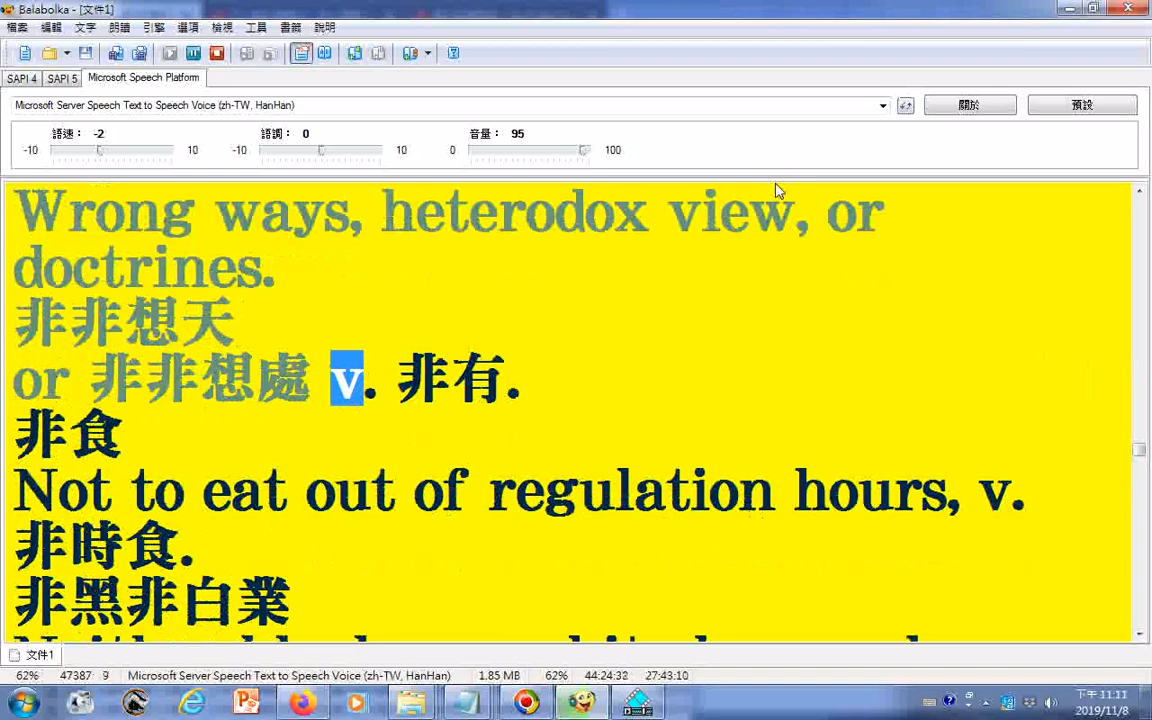 Balabolka - [文件1]
檔案 編輯 文字 朗讀 引擎 選項 檢視 工具 書籤 說明
SAPI 4 SAPI 5 Microsoft Speech Platform
Microsoft Server Speech Text to Speech Voice (zh-TW, HanHan) 關於 預設
語速： -2 語調： 0 音量： 95
-10 10 -10 10 0 100
Wrong ways, heterodox view, or
doctrines.
非非想天
or 非非想處 v. 非有.
非食
Not to eat out of regulation hours, v.
非時食.
非黑非白業
文件1
62% 47387 9 Microsoft Server Speech Text to Speech Voice (zh-TW, HanHan) 1.85 MB 62% 44:24:32 27:43:10
下午 11:11
2019/11/8